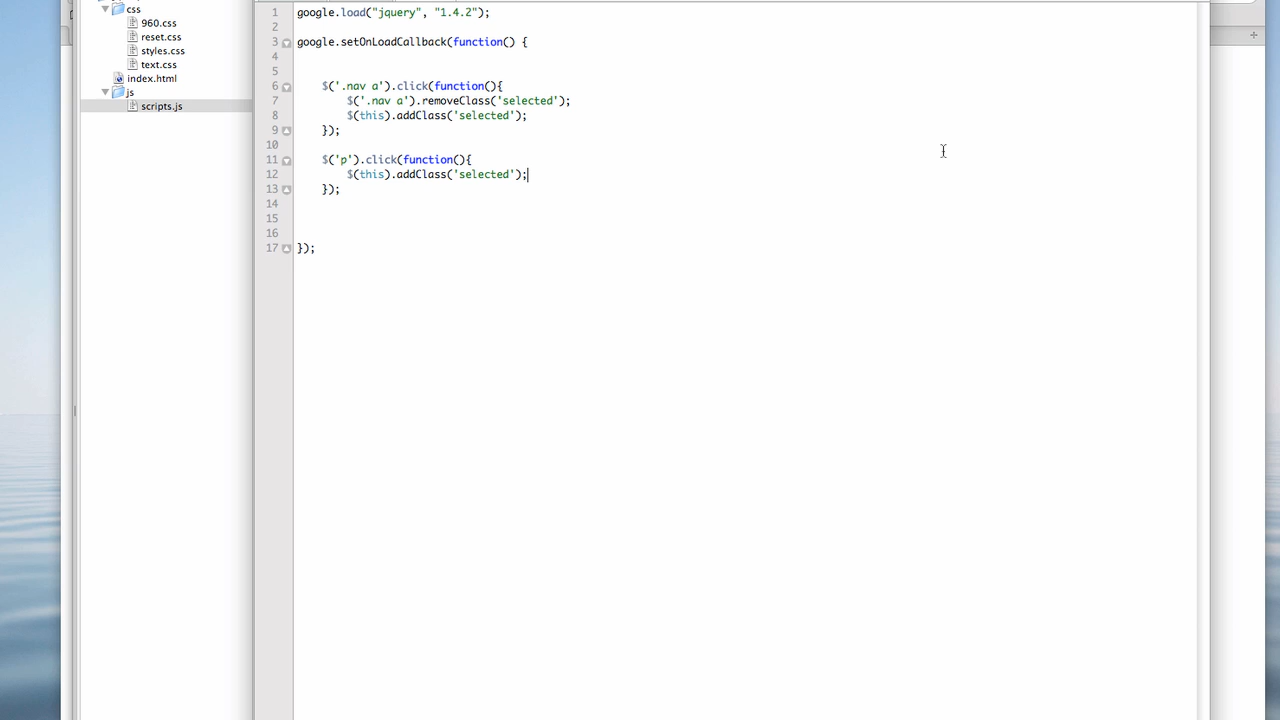 css
960.css
reset.css
styles.css
text.css
index.html
js
scripts.js
1 google.load("jquery", "1.4.2");
2
3 google.setOnLoadCallback(function() {
4
5
6 $('.nav a').click(function(){
7 $('.nav a').removeClass('selected');
8 $(this).addClass('selected');
9 });
10
11 $('p').click(function(){
12 $(this).addClass('selected');
13 });
14
15
16
17 });